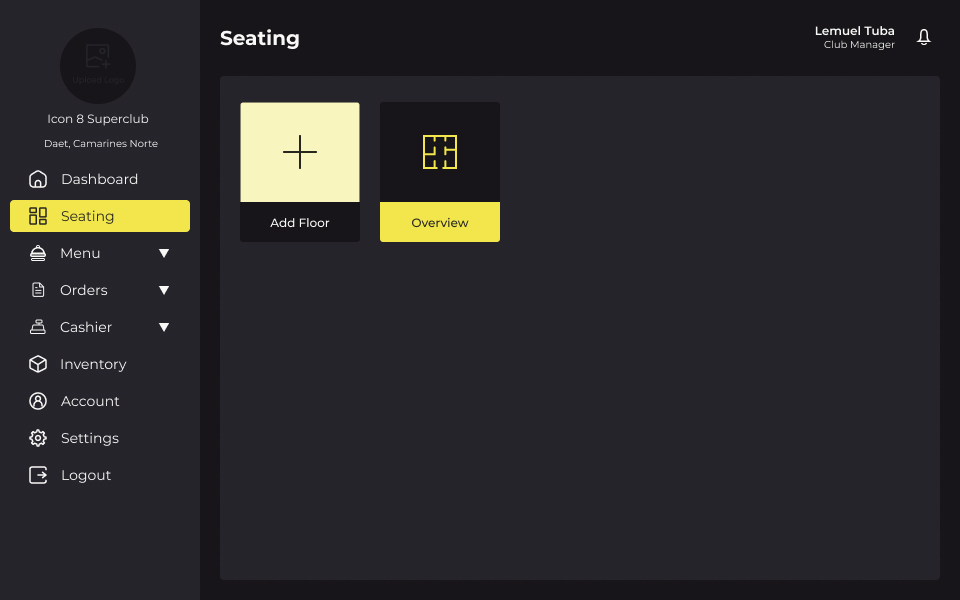 Upload Logo
Icon 8 Superclub
Daet, Camarines Norte
Dashboard
Seating
Menu
Orders
Cashier
Inventory
Account
Settings
Logout
Seating
Lemuel Tuba
Club Manager
Add Floor
Overview